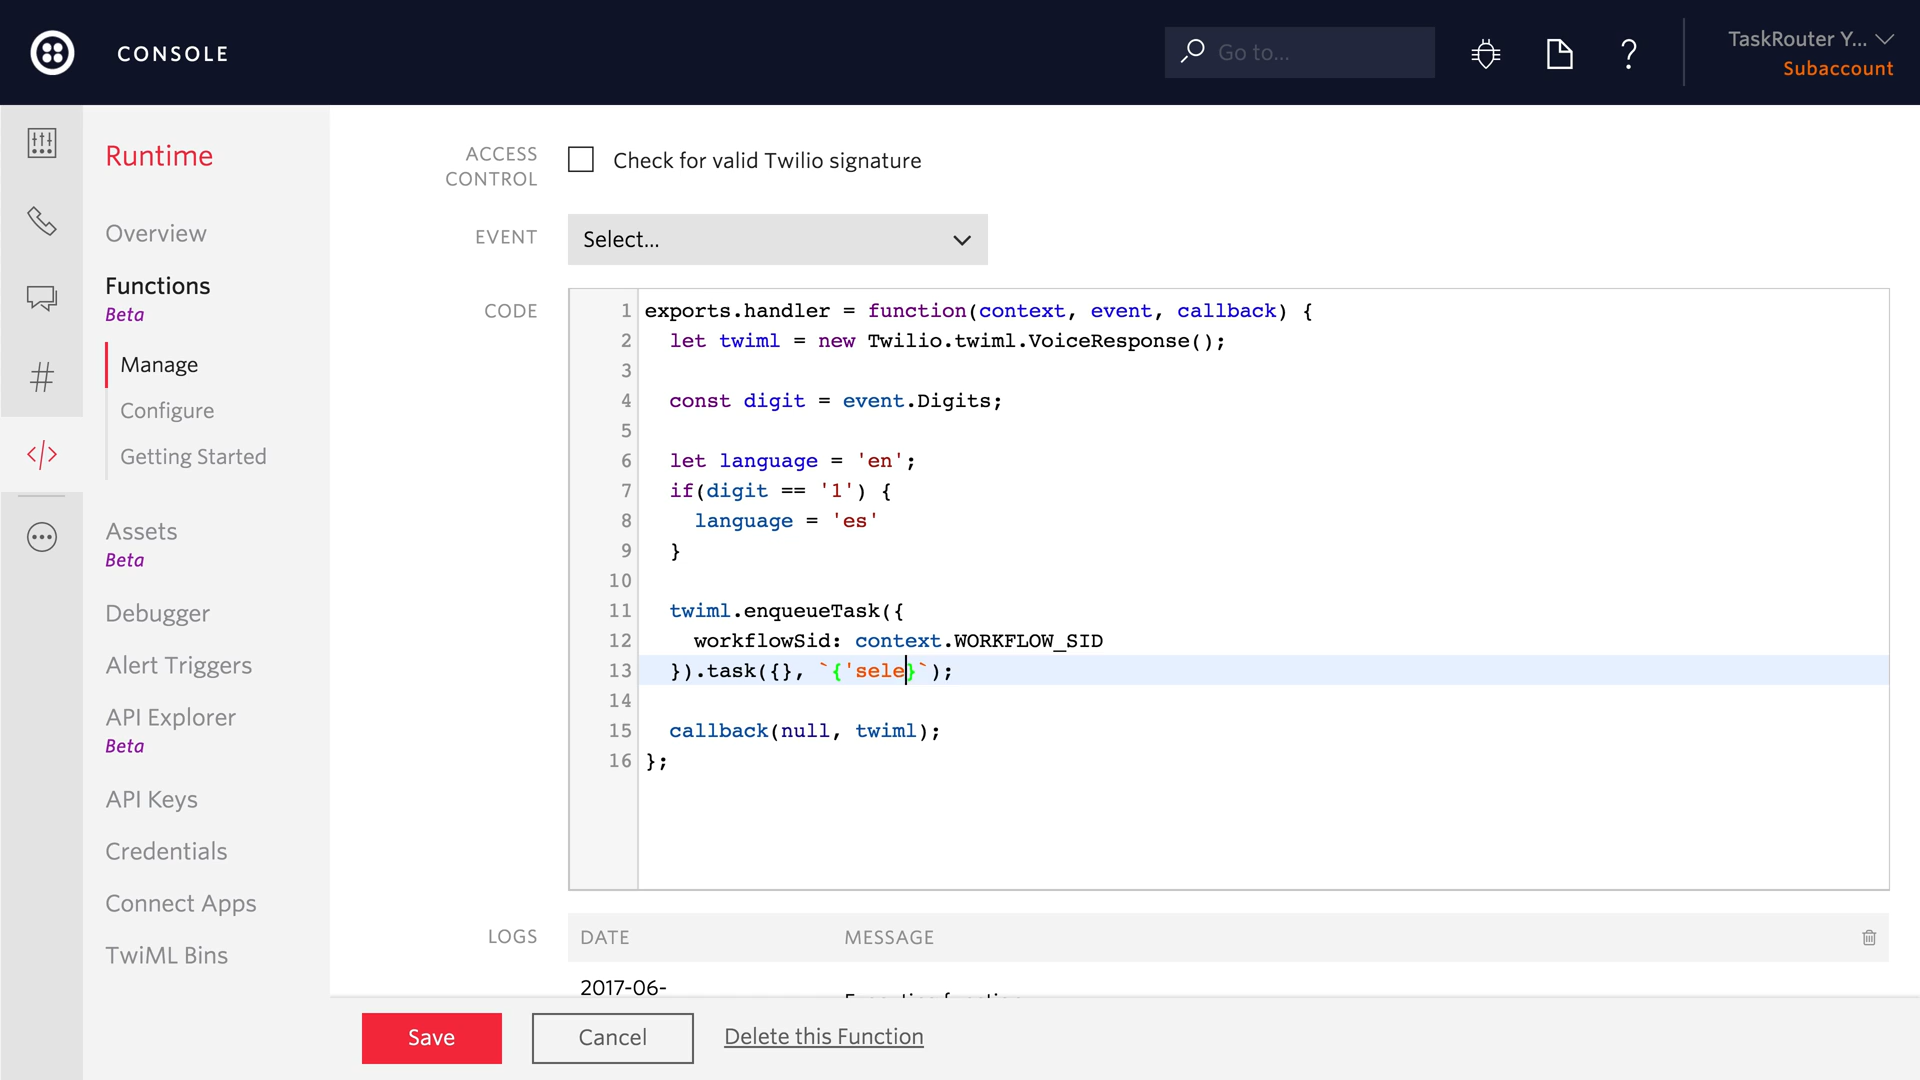 CONSOLE
Go to...
TaskRouter Y...
Subaccount
Runtime
Overview
Functions
Beta
Manage
Configure
Getting Started
Assets
Beta
Debugger
Alert Triggers
API Explorer
Beta
API Keys
Credentials
Connect Apps
TwiML Bins
ACCESS
CONTROL
Check for valid Twilio signature
EVENT
Select...
CODE
1 exports.handler = function(context, event, callback) {
2 let twiml = new Twilio.twiml.VoiceResponse();
3
4 const digit = event.Digits;
5
6 let language = 'en';
7 if(digit == '1') {
8 language = 'es'
9 }
10
11 twiml.enqueueTask({
12 workflowSid: context.WORKFLOW_SID
13 }).task({}, `{'sele}`);
14
15 callback(null, twiml);
16 };
LOGS
DATE MESSAGE
2017-06-
Save
Cancel
Delete this Function